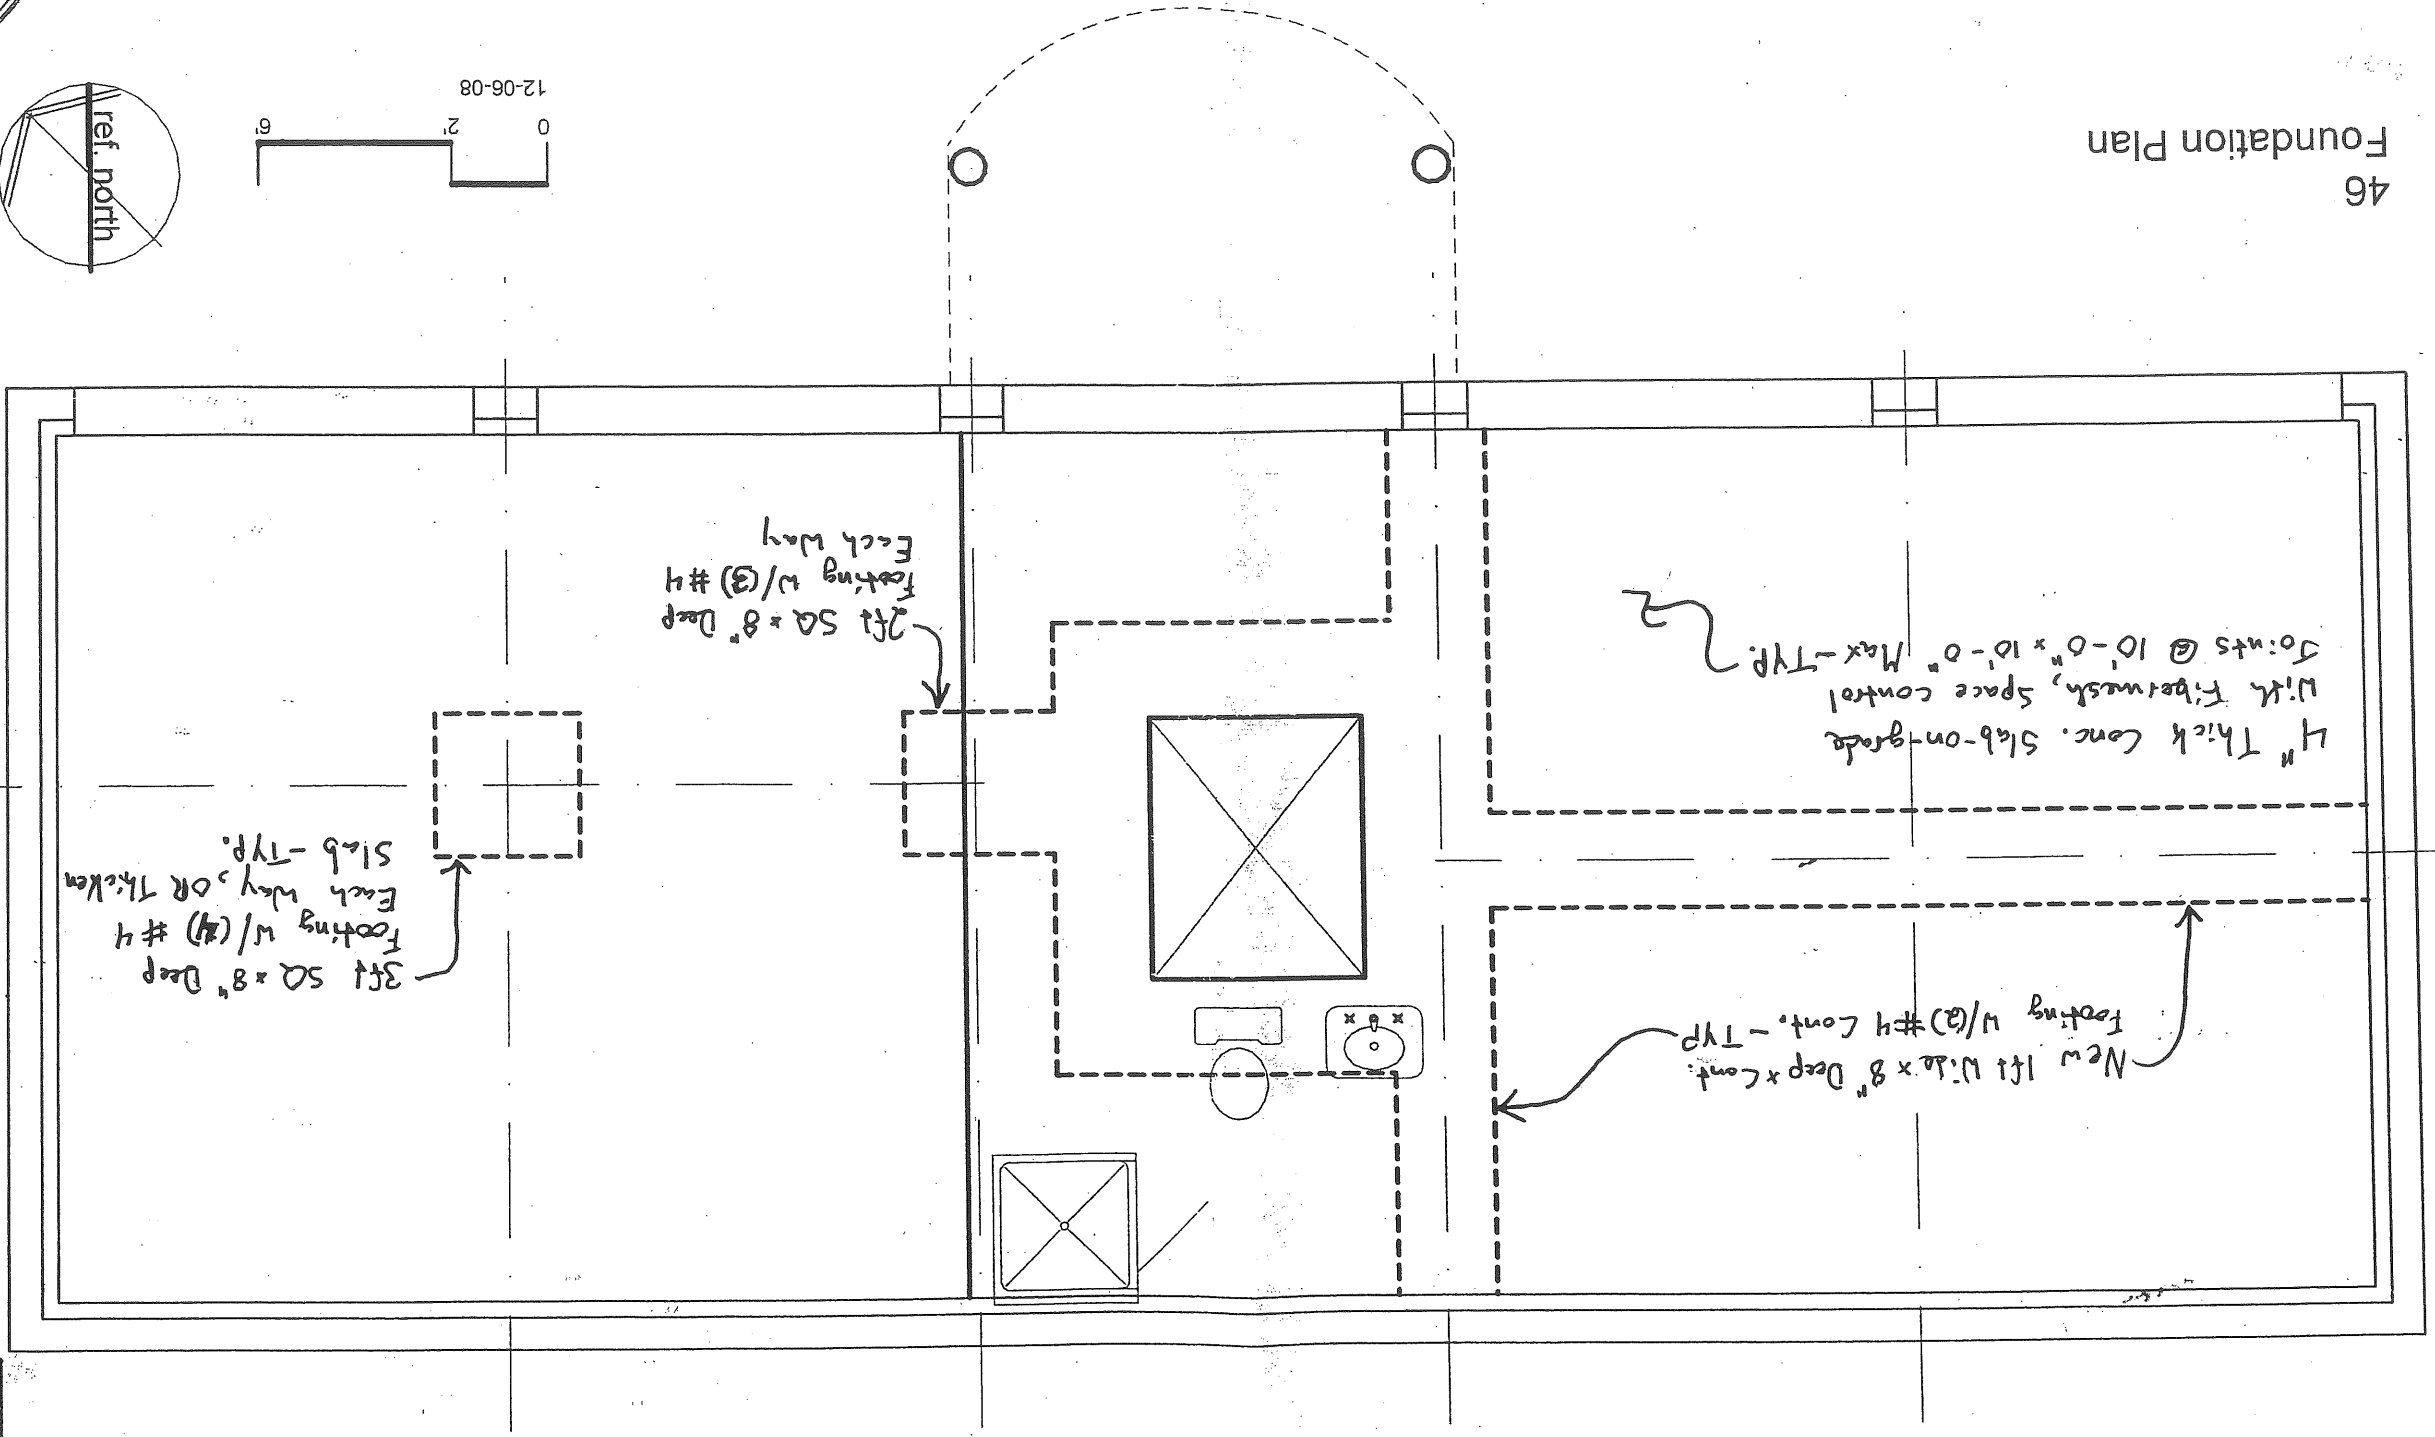 46
Foundation Plan
0 2' 6'
12-06-08
ref. north
New 1ft Wide x 8" Deep x Cont.
Footing W/(2) #4 Cont. - TYP
3ft SQ x 8" Deep
Footing W/(4) #4
Each Way, OR Thicken
Slab - TYP.
4" Thick Conc. Slab-on-grade
With Fibermesh, Space control
Joints @ 10'-0" x 10'-0" Max - TYP.
2ft SQ x 8" Deep
Footing W/(3) #4
Each Way